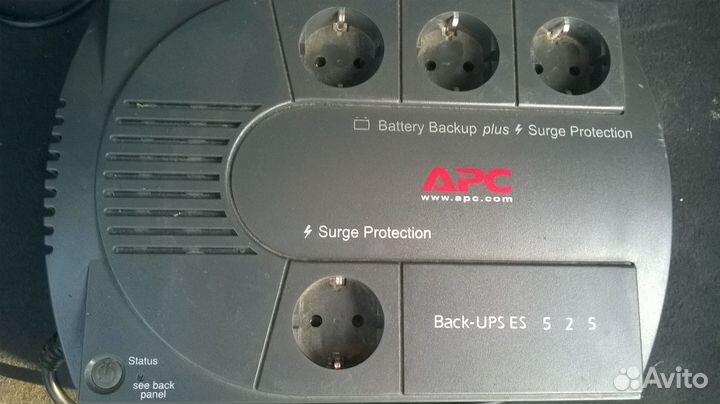 Battery Backup plus Surge Protection
APC
www.apc.com
Surge Protection
Back-UPS ES 5 2 5
Status
see back
panel
Avito